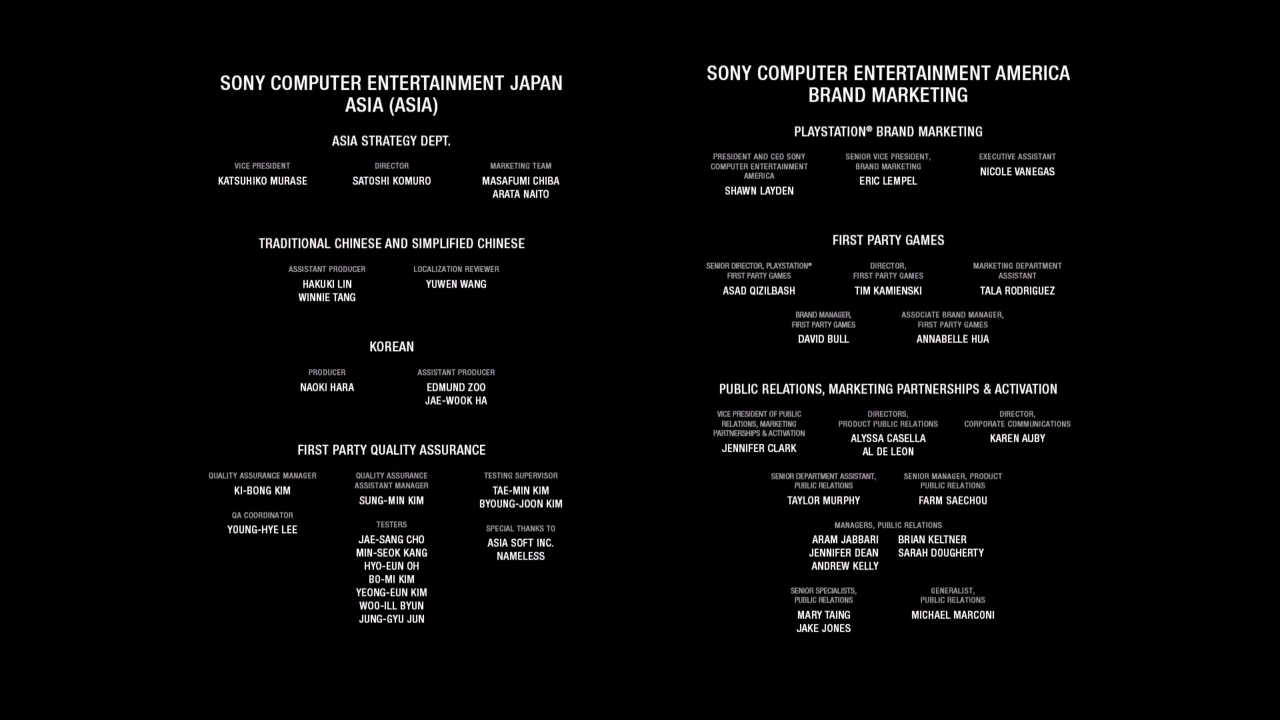 SONY COMPUTER ENTERTAINMENT JAPAN
ASIA (ASIA)
ASIA STRATEGY DEPT.
VICE PRESIDENT
KATSUHIKO MURASE
DIRECTOR
SATOSHI KOMURO
MARKETING TEAM
MASAFUMI CHIBA
ARATA NAITO
TRADITIONAL CHINESE AND SIMPLIFIED CHINESE
ASSISTANT PRODUCER
HAKUKI LIN
WINNIE TANG
LOCALIZATION REVIEWER
YUWEN WANG
KOREAN
PRODUCER
NAOKI HARA
ASSISTANT PRODUCER
EDMUND ZOO
JAE-WOOK HA
FIRST PARTY QUALITY ASSURANCE
QUALITY ASSURANCE MANAGER
KI-BONG KIM
QA COORDINATOR
YOUNG-HYE LEE
QUALITY ASSURANCE
ASSISTANT MANAGER
SUNG-MIN KIM
TESTERS
JAE-SANG CHO
MIN-SEOK KANG
HYO-EUN OH
BO-MI KIM
YEONG-EUN KIM
WOO-ILL BYUN
JUNG-GYU JUN
TESTING SUPERVISOR
TAE-MIN KIM
BYOUNG-JOON KIM
SPECIAL THANKS TO
ASIA SOFT INC.
NAMELESS
SONY COMPUTER ENTERTAINMENT AMERICA
BRAND MARKETING
PLAYSTATION® BRAND MARKETING
PRESIDENT AND CEO SONY
COMPUTER ENTERTAINMENT
AMERICA
SHAWN LAYDEN
SENIOR VICE PRESIDENT,
BRAND MARKETING
ERIC LEMPEL
EXECUTIVE ASSISTANT
NICOLE VANEGAS
FIRST PARTY GAMES
SENIOR DIRECTOR, PLAYSTATION®
FIRST PARTY GAMES
ASAD QIZILBASH
DIRECTOR,
FIRST PARTY GAMES
TIM KAMIENSKI
MARKETING DEPARTMENT
ASSISTANT
TALA RODRIGUEZ
BRAND MANAGER,
FIRST PARTY GAMES
DAVID BULL
ASSOCIATE BRAND MANAGER,
FIRST PARTY GAMES
ANNABELLE HUA
PUBLIC RELATIONS, MARKETING PARTNERSHIPS & ACTIVATION
VICE PRESIDENT OF PUBLIC
RELATIONS, MARKETING
PARTNERSHIPS & ACTIVATION
JENNIFER CLARK
DIRECTORS,
PRODUCT PUBLIC RELATIONS
ALYSSA CASELLA
AL DE LEON
DIRECTOR,
CORPORATE COMMUNICATIONS
KAREN AUBY
SENIOR DEPARTMENT ASSISTANT,
PUBLIC RELATIONS
TAYLOR MURPHY
SENIOR MANAGER, PRODUCT
PUBLIC RELATIONS
FARM SAECHOU
MANAGERS, PUBLIC RELATIONS
ARAM JABBARI
JENNIFER DEAN
ANDREW KELLY
BRIAN KELTNER
SARAH DOUGHERTY
SENIOR SPECIALISTS,
PUBLIC RELATIONS
MARY TAING
JAKE JONES
GENERALIST,
PUBLIC RELATIONS
MICHAEL MARCONI